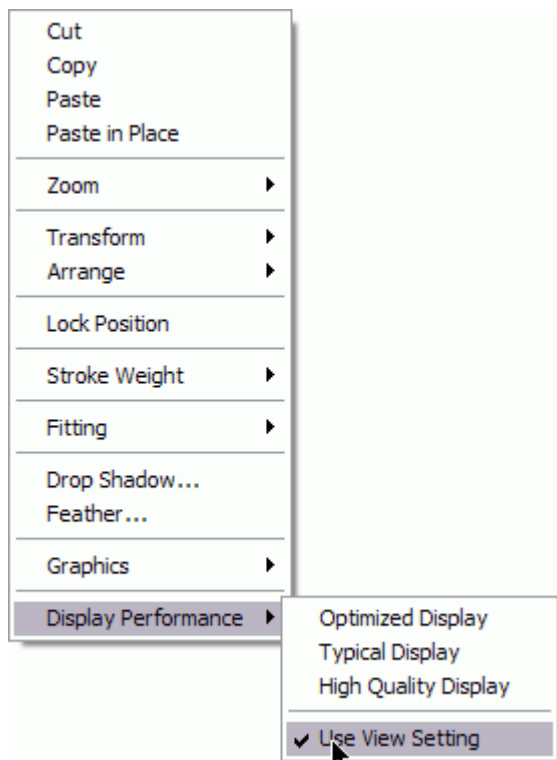 Cut
Copy
Paste
Paste in Place
Zoom
Transform
Arrange
Lock Position
Stroke Weight
Fitting
Drop Shadow...
Feather...
Graphics
Display Performance
Optimized Display
Typical Display
High Quality Display
Use View Setting